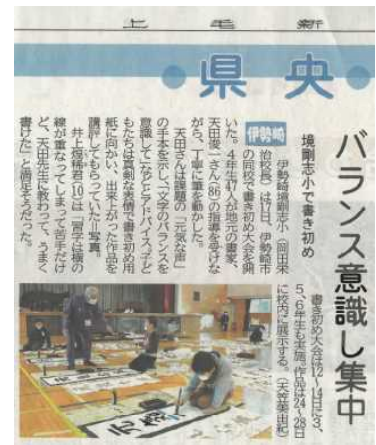 上毛新
・県央・
バランス意識し集中
境剛志小で書き初め
伊勢崎
伊勢崎境剛志小（岡田栄
治校長）は7日、伊勢崎市
の同校で書き初め大会を開
いた。4年生47人が地元の書家、
天田俊一さん（86）の指導を受けな
がら、丁寧に筆を動かした。
天田さんは課題の「元気な声」
の手本を示し、「文字のバランスを
意識して」などとアドバイス。子ど
もたちは真剣な表情で書き初め用
紙に向かい、出来上がった作品を
講評してもらっていた＝写真。
井上煌稀君（10）は「習字は横の
線が重なってしまって苦手だけ
ど、天田先生に教わって、うまく
書けた」と満足そうだった。
書き初め大会は12〜14日に3、
5、6年生も実施。作品は24〜28日
に校内に展示する。（天笠美由紀）